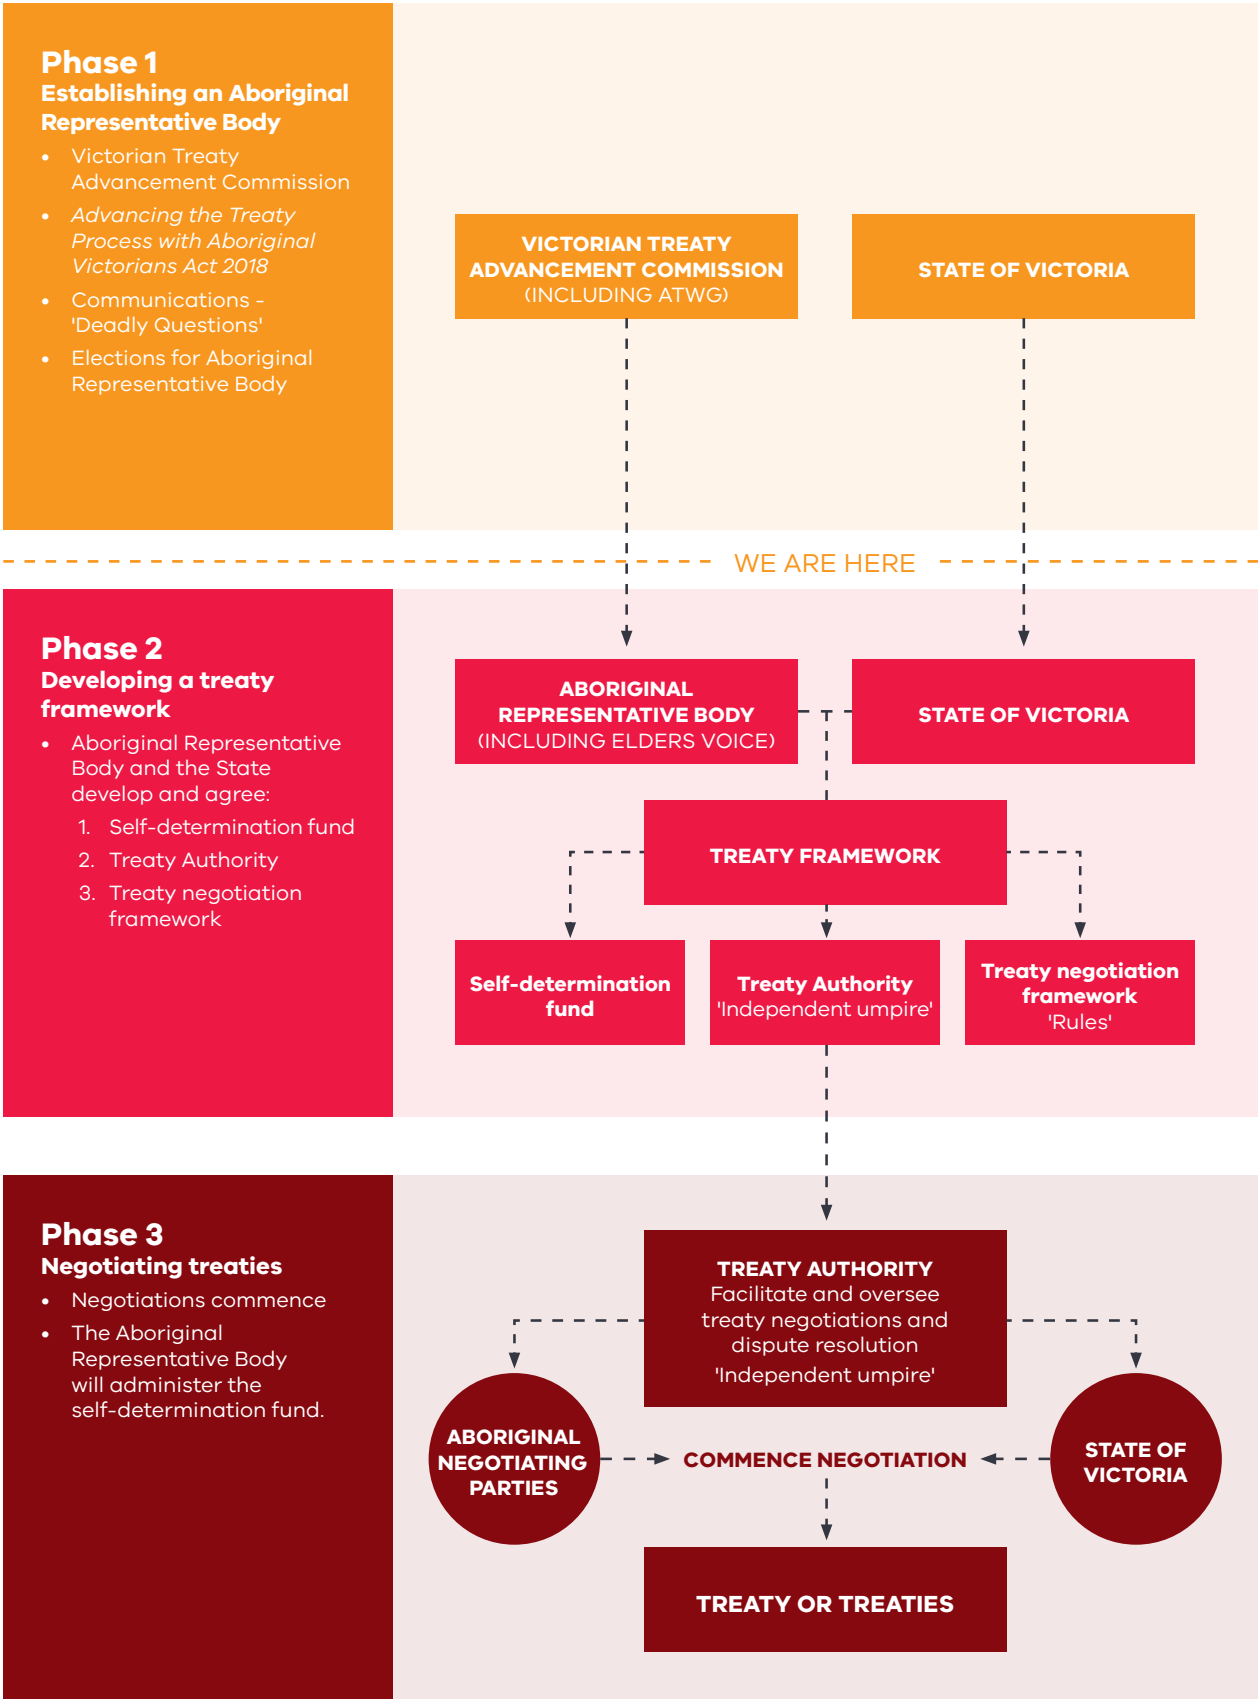 Phase 1
Establishing an Aboriginal
Representative Body
• Victorian Treaty
Advancement Commission
• Advancing the Treaty
Process with Aboriginal
Victorians Act 2018
• Communications -
'Deadly Questions'
• Elections for Aboriginal
Representative Body
VICTORIAN TREATY
ADVANCEMENT COMMISSION
(INCLUDING ATWG)
STATE OF VICTORIA
WE ARE HERE
Phase 2
Developing a treaty
framework
• Aboriginal Representative
Body and the State
develop and agree:
1. Self-determination fund
2. Treaty Authority
3. Treaty negotiation
framework
ABORIGINAL
REPRESENTATIVE BODY
(INCLUDING ELDERS VOICE)
STATE OF VICTORIA
TREATY FRAMEWORK
Self-determination
fund
Treaty Authority
'Independent umpire'
Treaty negotiation
framework
'Rules'
Phase 3
Negotiating treaties
• Negotiations commence
• The Aboriginal
Representative Body
will administer the
self-determination fund.
TREATY AUTHORITY
Facilitate and oversee
treaty negotiations and
dispute resolution
'Independent umpire'
ABORIGINAL
NEGOTIATING
PARTIES
COMMENCE NEGOTIATION
STATE OF
VICTORIA
TREATY OR TREATIES